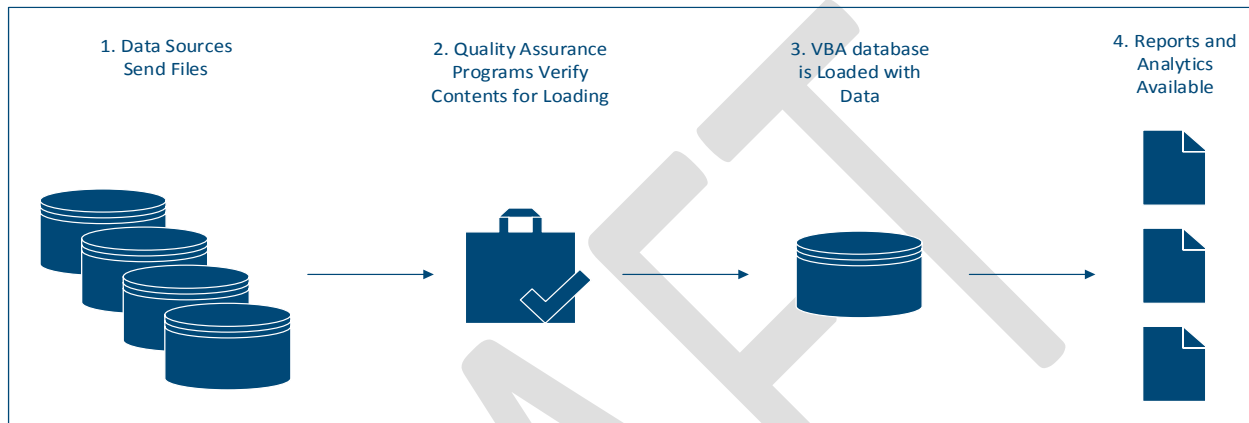 1. Data Sources
Send Files
2. Quality Assurance
Programs Verify
Contents for Loading
3. VBA database
is Loaded with
Data
4. Reports and
Analytics
Available